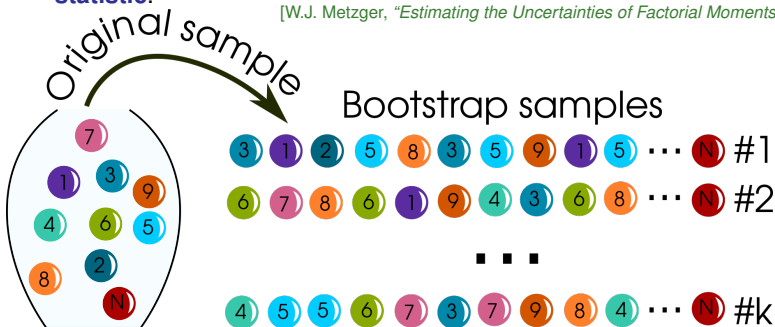 statistic.
[W.J. Metzger, “Estimating the Uncertainties of Factorial Moments
Original sample
Bootstrap samples
7
1
3
9
4
6
5
8
2
N
3 1 2 5 8 3 5 9 1 5 ... N #1
6 7 8 6 1 9 4 3 6 8 ... N #2
...
4 5 5 6 7 3 7 9 8 4 ... N #k